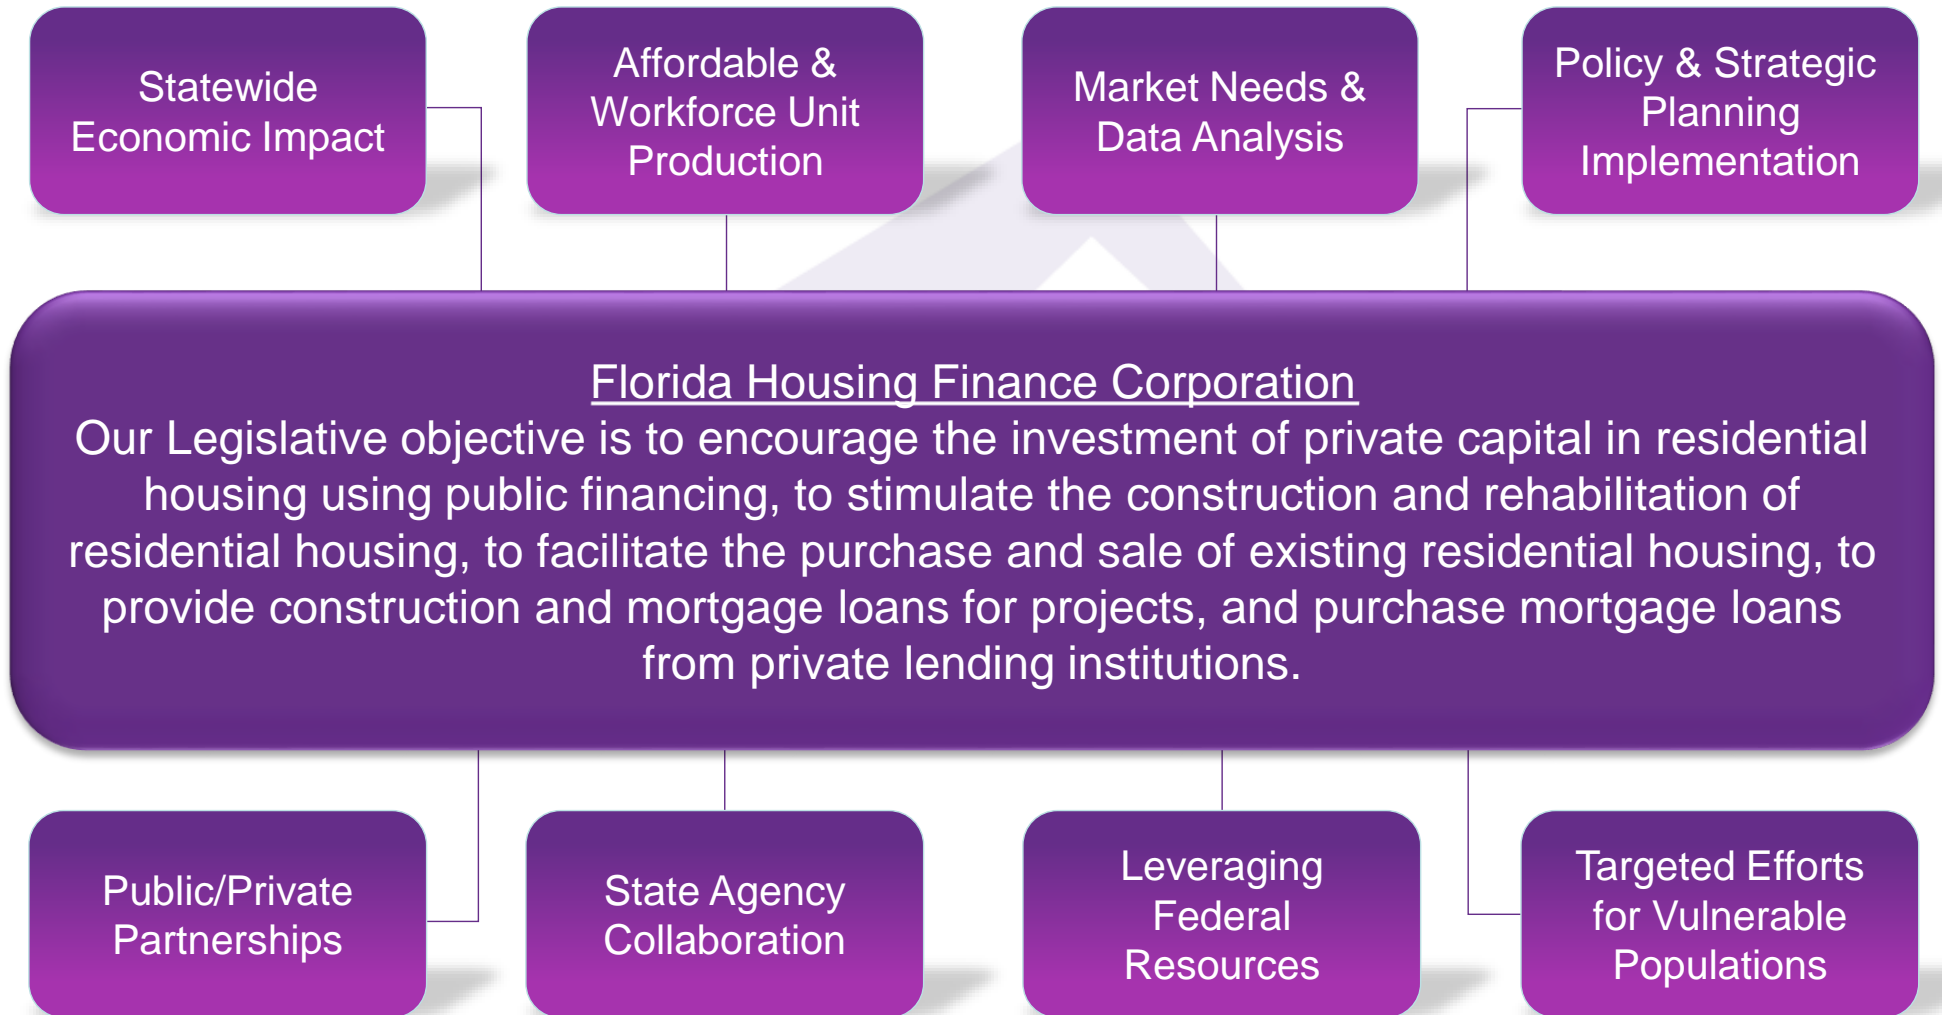 Statewide
Economic Impact
Affordable &
Workforce Unit
Production
Market Needs &
Data Analysis
Policy & Strategic
Planning
Implementation
Florida Housing Finance Corporation
Our Legislative objective is to encourage the investment of private capital in residential
housing using public financing, to stimulate the construction and rehabilitation of
residential housing, to facilitate the purchase and sale of existing residential housing, to
provide construction and mortgage loans for projects, and purchase mortgage loans
from private lending institutions.
Public/Private
Partnerships
State Agency
Collaboration
Leveraging
Federal
Resources
Targeted Efforts
for Vulnerable
Populations